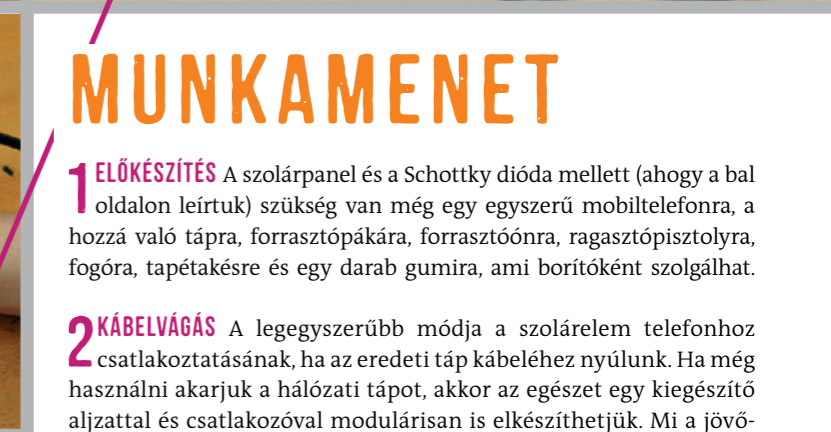 MUNKAMENET
1 ELŐKÉSZÍTÉS A szolárpanel és a Schottky dióda mellett (ahogy a bal
oldalon leírtuk) szükség van még egy egyszerű mobiltelefonra, a
hozzá való tápra, forrasztópákára, forrasztóónra, ragasztópisztolyra,
fogóra, tapétakésre és egy darab gumira, ami borítóként szolgálhat.
2 KÁBELVÁGÁS A legegyszerűbb módja a szolárelem telefonhoz
csatlakoztatásának, ha az eredeti táp kábeléhez nyúlunk. Ha még
használni akarjuk a hálózati tápot, akkor az egészet egy kiegészítő
aljzattal és csatlakozóval modulárisan is elkészíthetjük. Mi a jövő-